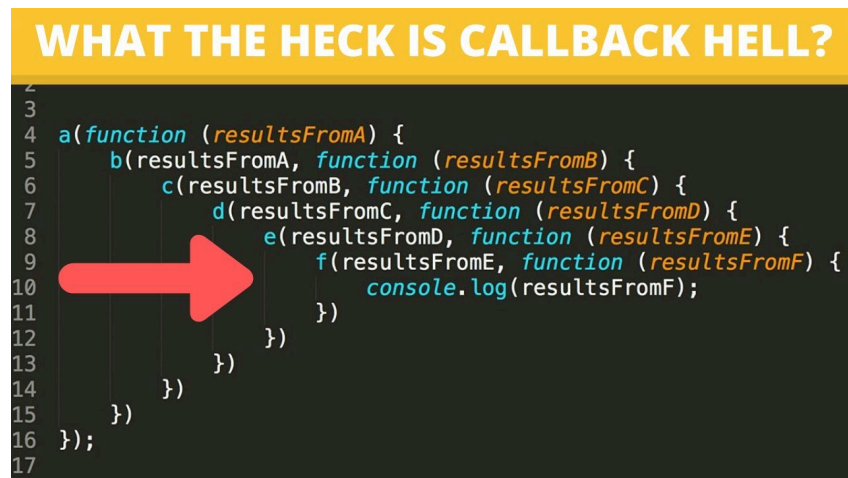 WHAT THE HECK IS CALLBACK HELL?
2
3
4 a(function (resultsFromA) {
5 b(resultsFromA, function (resultsFromB) {
6 c(resultsFromB, function (resultsFromC) {
7 d(resultsFromC, function (resultsFromD) {
8 e(resultsFromD, function (resultsFromE) {
9 f(resultsFromE, function (resultsFromF) {
10 console.log(resultsFromF);
11 })
12 })
13 })
14 })
15 })
16 });
17